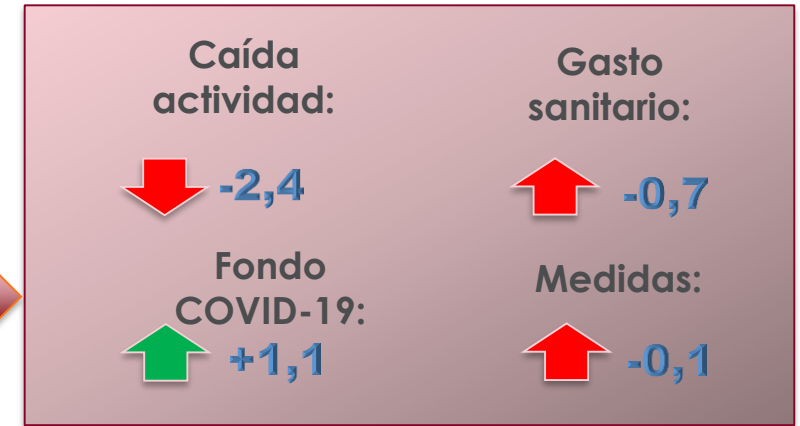 Caída
actividad:
-2,4
Gasto
sanitario:
-0,7
Fondo
COVID-19:
+1,1
Medidas:
-0,1